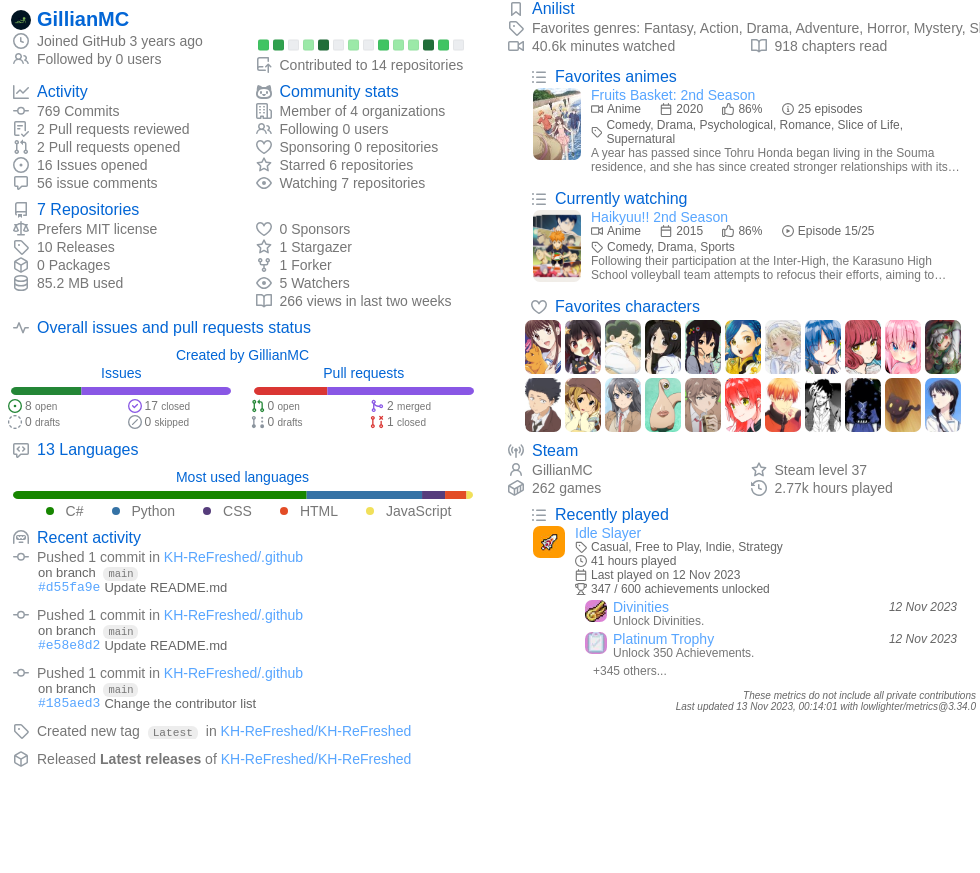 GillianMC
Joined GitHub 3 years ago
Followed by 0 users
Contributed to 14 repositories
Activity
769 Commits
2 Pull requests reviewed
2 Pull requests opened
16 Issues opened
56 issue comments
Community stats
Member of 4 organizations
Following 0 users
Sponsoring 0 repositories
Starred 6 repositories
Watching 7 repositories
7 Repositories
Prefers MIT license
10 Releases
0 Packages
85.2 MB used
0 Sponsors
1 Stargazer
1 Forker
5 Watchers
266 views in last two weeks
Overall issues and pull requests status
Created by GillianMC
Issues
8 open
17 closed
0 drafts
0 skipped
Pull requests
0 open
2 merged
0 drafts
1 closed
13 Languages
Most used languages
C# Python CSS HTML JavaScript
Recent activity
Pushed 1 commit in KH-ReFreshed/.github
on branch main
#d55fa9e Update README.md
Pushed 1 commit in KH-ReFreshed/.github
on branch main
#e58e8d2 Update README.md
Pushed 1 commit in KH-ReFreshed/.github
on branch main
#185aed3 Change the contributor list
Created new tag Latest in KH-ReFreshed/KH-ReFreshed
Released Latest releases of KH-ReFreshed/KH-ReFreshed
Anilist
Favorites genres: Fantasy, Action, Drama, Adventure, Horror, Mystery, Sl
40.6k minutes watched
918 chapters read
Favorites animes
Fruits Basket: 2nd Season
Anime 2020 86% 25 episodes
Comedy, Drama, Psychological, Romance, Slice of Life,
Supernatural
A year has passed since Tohru Honda began living in the Souma
residence, and she has since created stronger relationships with its…
Currently watching
Haikyuu!! 2nd Season
Anime 2015 86% Episode 15/25
Comedy, Drama, Sports
Following their participation at the Inter-High, the Karasuno High
School volleyball team attempts to refocus their efforts, aiming to…
Favorites characters
Steam
GillianMC
Steam level 37
262 games
2.77k hours played
Recently played
Idle Slayer
Casual, Free to Play, Indie, Strategy
41 hours played
Last played on 12 Nov 2023
347 / 600 achievements unlocked
Divinities 12 Nov 2023
Unlock Divinities.
Platinum Trophy 12 Nov 2023
Unlock 350 Achievements.
+345 others...
These metrics do not include all private contributions
Last updated 13 Nov 2023, 00:14:01 with lowlighter/metrics@3.34.0